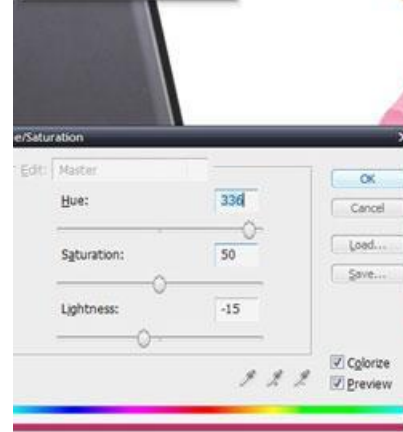 e/Saturation
Edit: Master
Hue: 336
Saturation: 50
Lightness: -15
OK
Cancel
Load...
Save...
Colorize
Preview